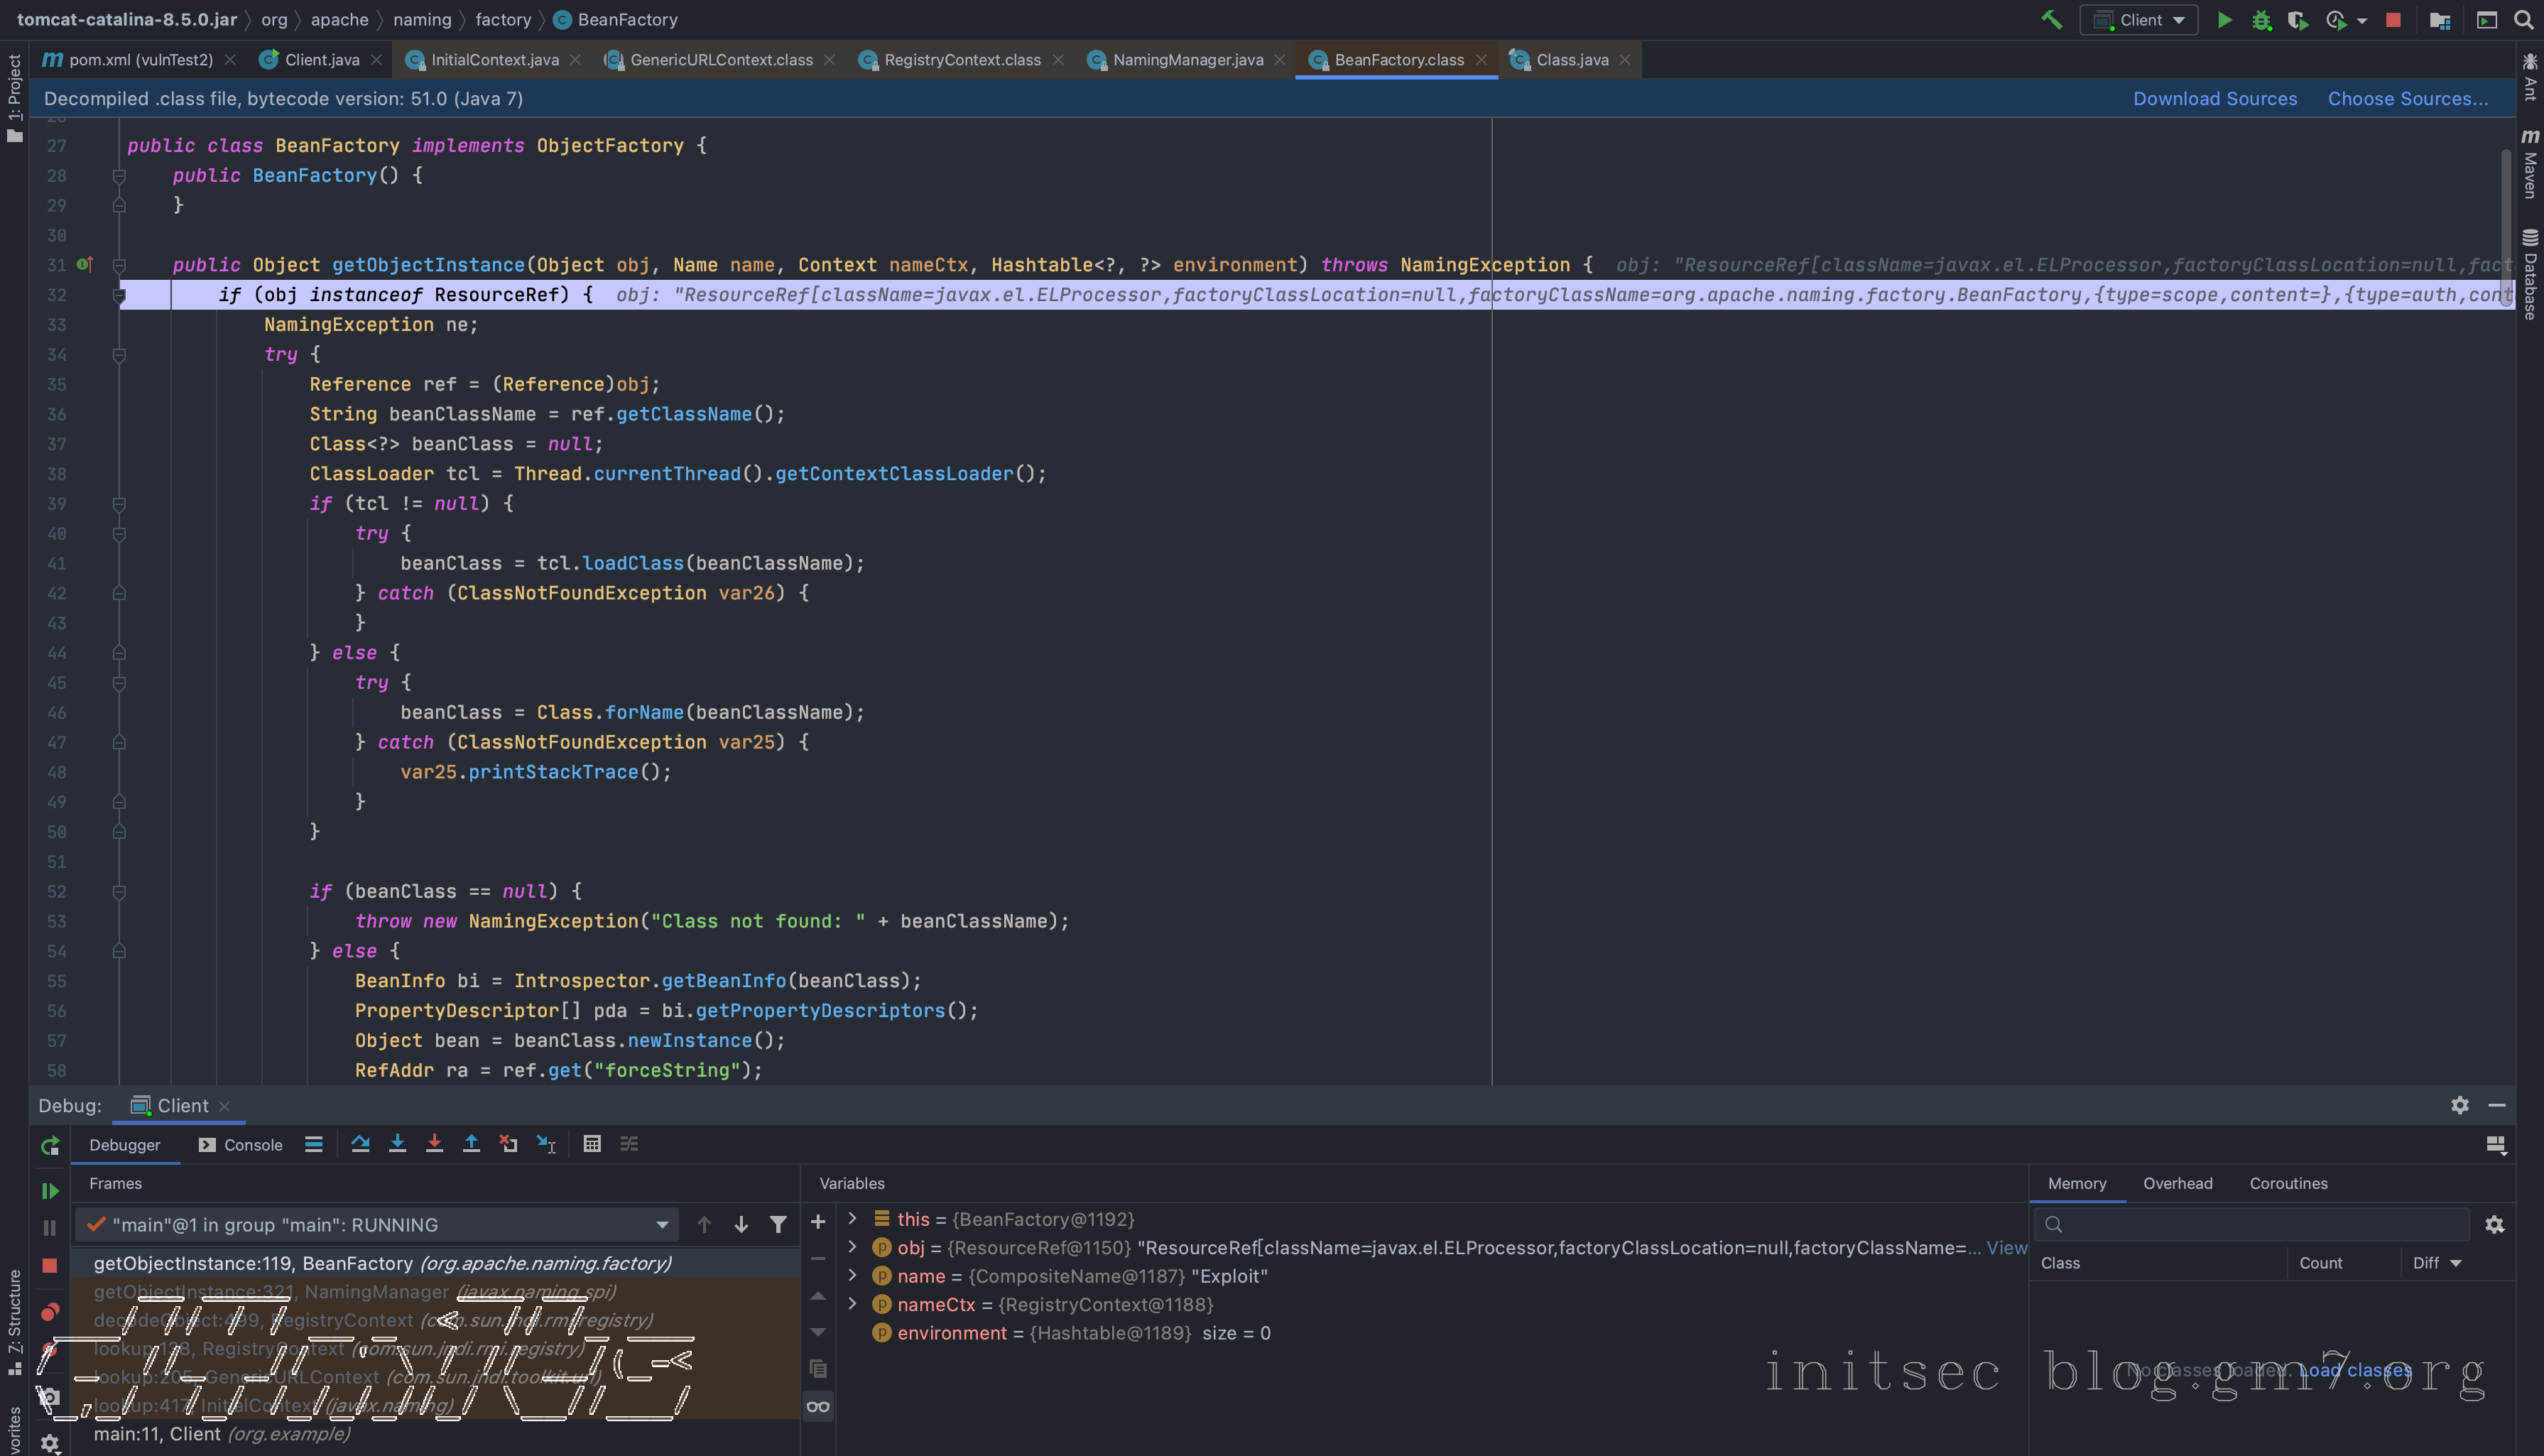 tomcat-catalina-8.5.0.jar org apache naming factory BeanFactory
Client
pom.xml (vulnTest2) Client.java InitialContext.java GenericURLContext.class RegistryContext.class NamingManager.java BeanFactory.class Class.java
Decompiled .class file, bytecode version: 51.0 (Java 7) Download Sources Choose Sources...
1: Project
Ant
Maven
Database
27 public class BeanFactory implements ObjectFactory {
28 public BeanFactory() {
29 }
30
31 public Object getObjectInstance(Object obj, Name name, Context nameCtx, Hashtable<?, ?> environment) throws NamingException { obj: "ResourceRef[className=javax.el.ELProcessor,factoryClassLocation=null,fact
32 if (obj instanceof ResourceRef) { obj: "ResourceRef[className=javax.el.ELProcessor,factoryClassLocation=null,factoryClassName=org.apache.naming.factory.BeanFactory,{type=scope,content=},{type=auth,cont
33 NamingException ne;
34 try {
35 Reference ref = (Reference)obj;
36 String beanClassName = ref.getClassName();
37 Class<?> beanClass = null;
38 ClassLoader tcl = Thread.currentThread().getContextClassLoader();
39 if (tcl != null) {
40 try {
41 beanClass = tcl.loadClass(beanClassName);
42 } catch (ClassNotFoundException var26) {
43 }
44 } else {
45 try {
46 beanClass = Class.forName(beanClassName);
47 } catch (ClassNotFoundException var25) {
48 var25.printStackTrace();
49 }
50 }
51
52 if (beanClass == null) {
53 throw new NamingException("Class not found: " + beanClassName);
54 } else {
55 BeanInfo bi = Introspector.getBeanInfo(beanClass);
56 PropertyDescriptor[] pda = bi.getPropertyDescriptors();
57 Object bean = beanClass.newInstance();
58 RefAddr ra = ref.get("forceString");
Debug: Client
Debugger Console
Frames
"main"@1 in group "main": RUNNING
getObjectInstance:119, BeanFactory (org.apache.naming.factory)
getObjectInstance:321, NamingManager (javax.naming.spi)
decodeObject:499, RegistryContext (com.sun.jndi.rmi.registry)
lookup:138, RegistryContext (com.sun.jndi.rmi.registry)
lookup:205, GenericURLContext (com.sun.jndi.toolkit.url)
lookup:417, InitialContext (javax.naming)
main:11, Client (org.example)
Variables
this = {BeanFactory@1192}
obj = {ResourceRef@1150} "ResourceRef[className=javax.el.ELProcessor,factoryClassLocation=null,factoryClassName=... View
name = {CompositeName@1187} "Exploit"
nameCtx = {RegistryContext@1188}
environment = {Hashtable@1189} size = 0
Memory Overhead Coroutines
Class Count Diff
No classes loaded. Load classes
initsec blog.gm7.org
7: Structure
vorites